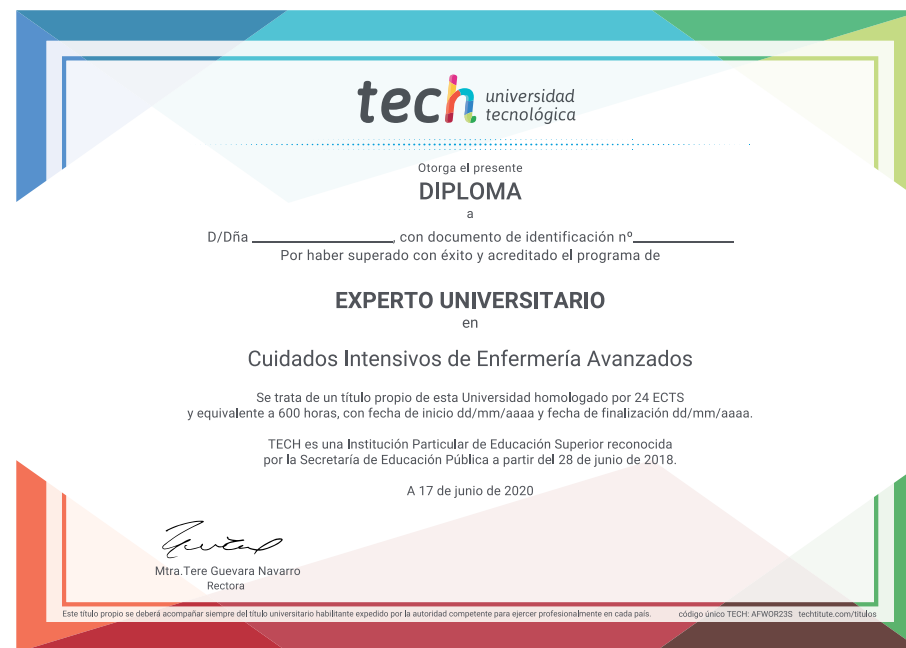 tech universidad
tecnológica
Otorga el presente
DIPLOMA
a
D/Dña ________________, con documento de identificación nº____________
Por haber superado con éxito y acreditado el programa de
EXPERTO UNIVERSITARIO
en
Cuidados Intensivos de Enfermería Avanzados
Se trata de un título propio de esta Universidad homologado por 24 ECTS
y equivalente a 600 horas, con fecha de inicio dd/mm/aaaa y fecha de finalización dd/mm/aaaa.
TECH es una Institución Particular de Educación Superior reconocida
por la Secretaría de Educación Pública a partir del 28 de junio de 2018.
A 17 de junio de 2020
Mtra.Tere Guevara Navarro
Rectora
Este título propio se deberá acompañar siempre del título universitario habilitante expedido por la autoridad competente para ejercer profesionalmente en cada país. código único TECH: AFWOR23S techtitute.com/titulos